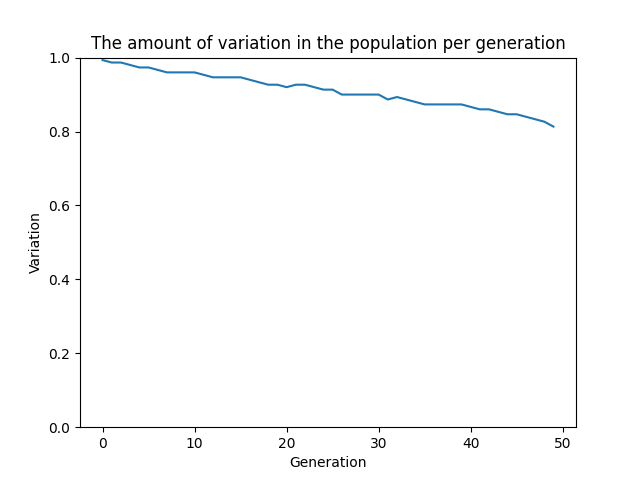 The amount of variation in the population per generation
1.0
0.8
0.6
0.4
0.2
0.0
Variation
0 10 20 30 40 50
Generation